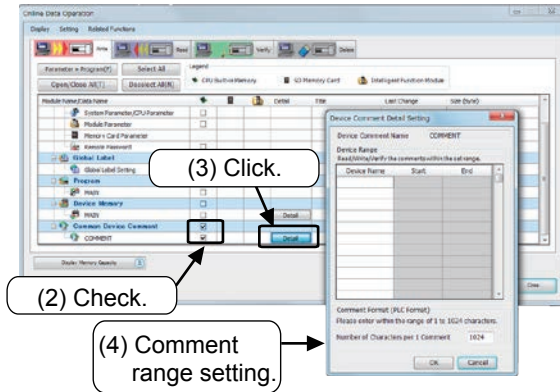 Online Data Operation
Display Setting Related Functions
Write Read Verify Delete
Parameter + Program(F) Select All Legend
Open/Close All(T) Deselect All(N) CPU Built-in Memory SD Memory Card Intelligent Function Module
Module Name/Data Name Detail Title Last Change Size (Byte)
System Parameter/CPU Parameter
Module Parameter
Memory Card Parameter
Remote Password
Global Label
Global Label Setting
Program
MAIN
Device Memory
MAIN Detail
Common Device Comment
COMMENT Detail
Display Memory Capacity
Close
(3) Click.
(2) Check.
(4) Comment
range setting.
Device Comment Detail Setting
Device Comment Name COMMENT
Device Range
Read/Write/Verify the comments within the set range.
Device Name Start End
Comment Format (PLC Format)
Please enter within the range of 1 to 1024 characters.
Number of Characters per 1 Comment 1024
OK Cancel